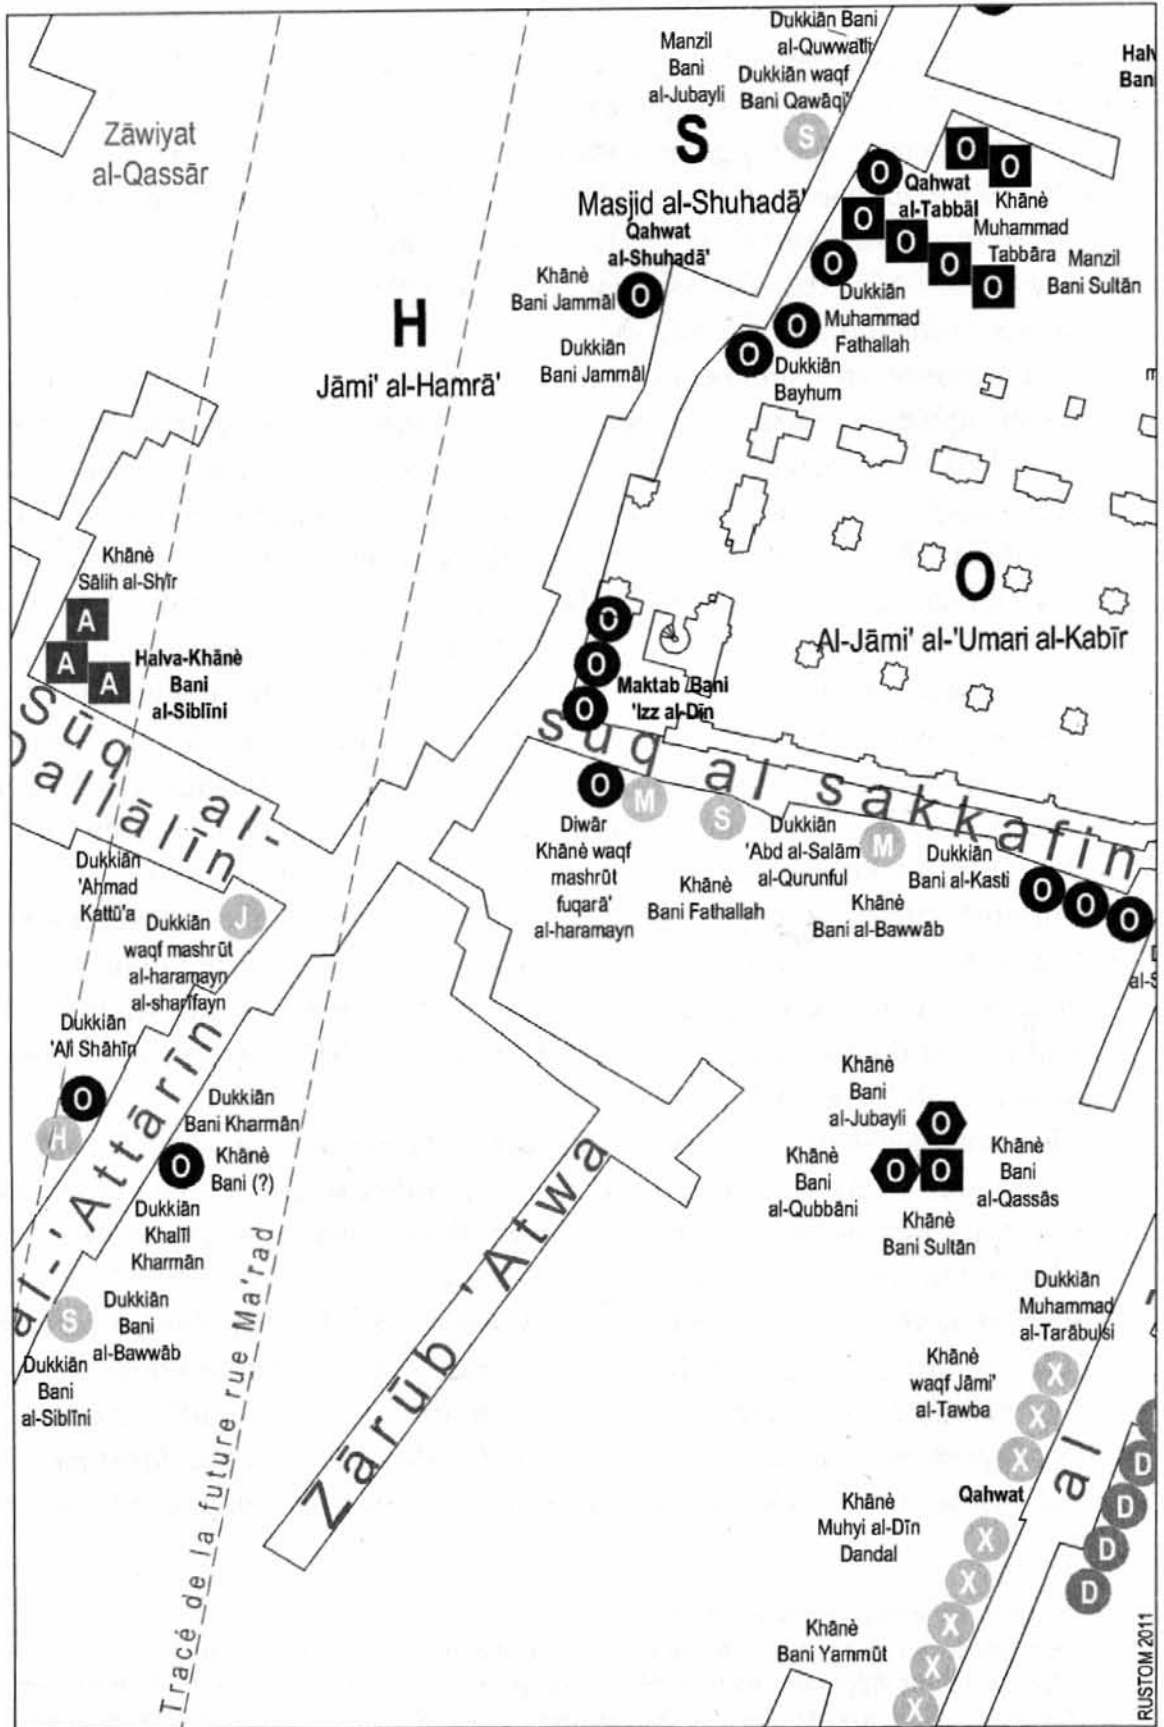 Dukkiān Bani
al-Quwwatli
Dukkiān waqf
Bani Qawāqi'
S
Manzil
Bani
al-Jubayli
S
Masjid al-Shuhadā'
Zāwiyat
al-Qassār
Qahwat
al-Shuhadā'
Khānè
Bani Jammāl
O
Dukkiān
Bani Jammāl
H
Jāmi' al-Hamrā'
O
Qahwat
al-Tabbāl
O
O
Khānè
Muhammad
Tabbāra
O
O
O
O
Manzil
Bani Sultān
O
Dukkiān
Muhammad
Fathallah
O
O
Dukkiān
Bayhum
O
Al-Jāmi' al-'Umari al-Kabīr
Khānè
Sālih al-Sh'īr
A
A
A
Halva-Khānè
Bani
al-Siblīni
O
O
O
Maktab Bani
'Izz al-Dīn
Sūq al-
Dallālīn
sūq al sakkafin
O
M
S
M
Diwār
Khānè waqf
mashrūt
fuqarā'
al-haramayn
Khānè
Bani Fathallah
Dukkiān
'Abd al-Salām
al-Qurunful
Khānè
Bani al-Bawwāb
Dukkiān
Bani al-Kasti
O
O
O
Dukkiān
'Ahmad
Kattū'a
J
Dukkiān
waqf mashrūt
al-haramayn
al-sharīfayn
Dukkiān
'Ali Shāhīn
O
H
al-'Attārīn
Dukkiān
Bani Kharmān
O
Khānè
Bani (?)
Dukkiān
Khalīl
Kharmān
S
Dukkiān
Bani
al-Bawwāb
Dukkiān
Bani
al-Siblīni
Tracé de la future rue Ma'rad
Zārūb 'Atwa
Khānè
Bani
al-Jubayli
O
Khānè
Bani
al-Qubbāni
O
O
Khānè
Bani
al-Qassās
Khānè
Bani Sultān
Dukkiān
Muhammad
al-Tarābulsi
Khānè
waqf Jāmi'
al-Tawba
X
X
X
al
Qahwat
Khānè
Muhyi al-Dīn
Dandal
X
X
X
X
X
D
D
D
D
Khānè
Bani Yammūt
RUSTOM 2011